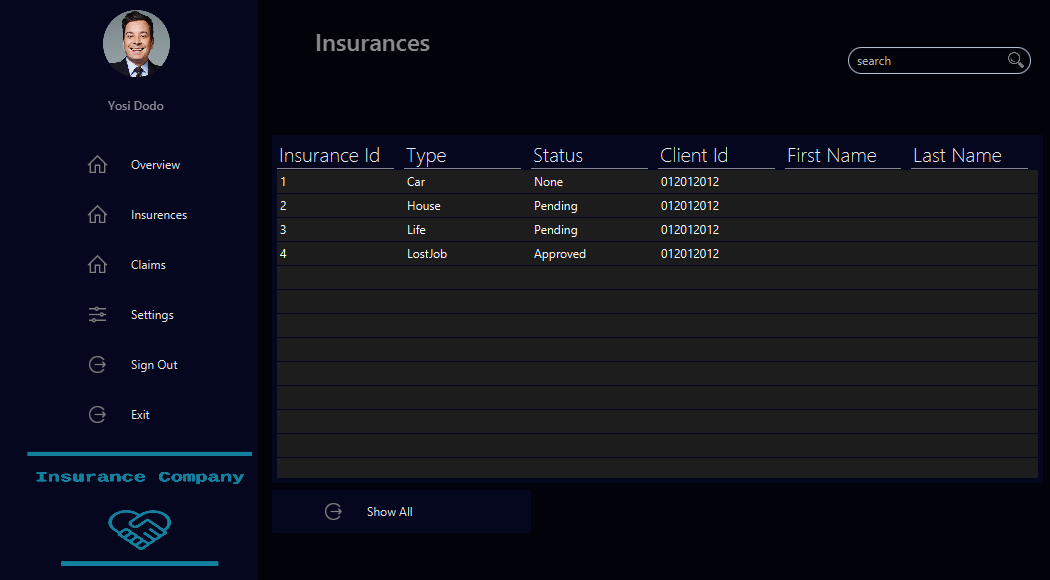 Yosi Dodo
Overview
Insurences
Claims
Settings
Sign Out
Exit
Insurance Company
Insurances
search
Insurance Id Type Status Client Id First Name Last Name
1 Car None 012012012
2 House Pending 012012012
3 Life Pending 012012012
4 LostJob Approved 012012012
Show All